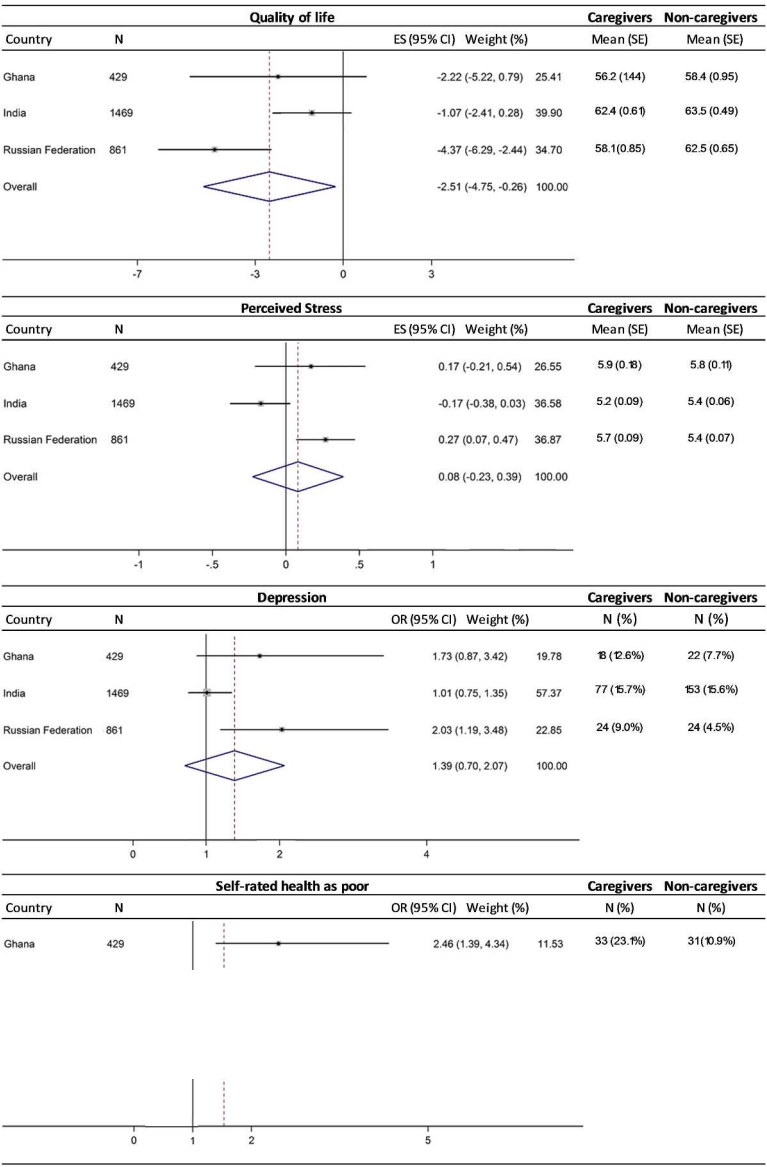 Quality of life Caregivers Non-caregivers
Country N ES (95% CI) Weight (%) Mean (SE) Mean (SE)
Ghana 429 -2.22 (-5.22, 0.79) 25.41 56.2 (1.44) 58.4 (0.95)
India 1469 -1.07 (-2.41, 0.28) 39.90 62.4 (0.61) 63.5 (0.49)
Russian Federation 861 -4.37 (-6.29, -2.44) 34.70 58.1(0.85) 62.5 (0.65)
Overall -2.51 (-4.75, -0.26) 100.00
-7 -3 0 3
Perceived Stress Caregivers Non-caregivers
Country N ES (95% CI) Weight (%) Mean (SE) Mean (SE)
Ghana 429 0.17 (-0.21, 0.54) 26.55 5.9 (0.18) 5.8 (0.11)
India 1469 -0.17 (-0.38, 0.03) 36.58 5.2 (0.09) 5.4 (0.06)
Russian Federation 861 0.27 (0.07, 0.47) 36.87 5.7 (0.09) 5.4 (0.07)
Overall 0.08 (-0.23, 0.39) 100.00
-1 -.5 0 .5 1
Depression Caregivers Non-caregivers
Country N OR (95% CI) Weight (%) N (%) N (%)
Ghana 429 1.73 (0.87, 3.42) 19.78 18 (12.6%) 22 (7.7%)
India 1469 1.01 (0.75, 1.35) 57.37 77 (15.7%) 153 (15.6%)
Russian Federation 861 2.03 (1.19, 3.48) 22.85 24 (9.0%) 24 (4.5%)
Overall 1.39 (0.70, 2.07) 100.00
0 1 2 4
Self-rated health as poor Caregivers Non-caregivers
Country N OR (95% CI) Weight (%) N (%) N (%)
Ghana 429 2.46 (1.39, 4.34) 11.53 33 (23.1%) 31 (10.9%)
0 1 2 5